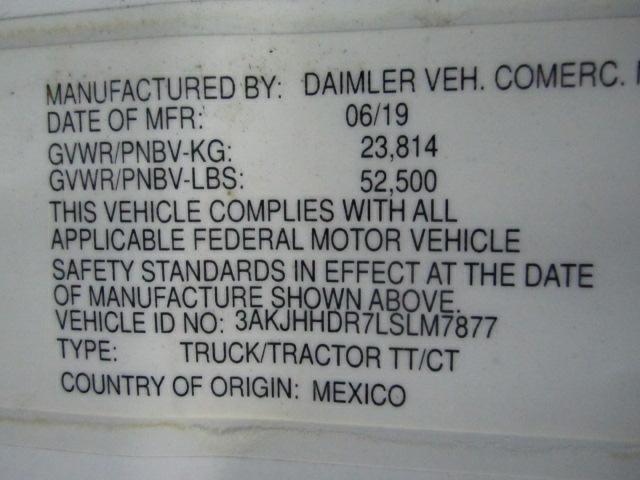 MANUFACTURED BY: DAIMLER VEH. COMERC.
DATE OF MFR: 06/19
GVWR/PNBV-KG: 23,814
GVWR/PNBV-LBS: 52,500
THIS VEHICLE COMPLIES WITH ALL
APPLICABLE FEDERAL MOTOR VEHICLE
SAFETY STANDARDS IN EFFECT AT THE DATE
OF MANUFACTURE SHOWN ABOVE.
VEHICLE ID NO: 3AKJHHDR7LSLM7877
TYPE: TRUCK/TRACTOR TT/CT
COUNTRY OF ORIGIN: MEXICO